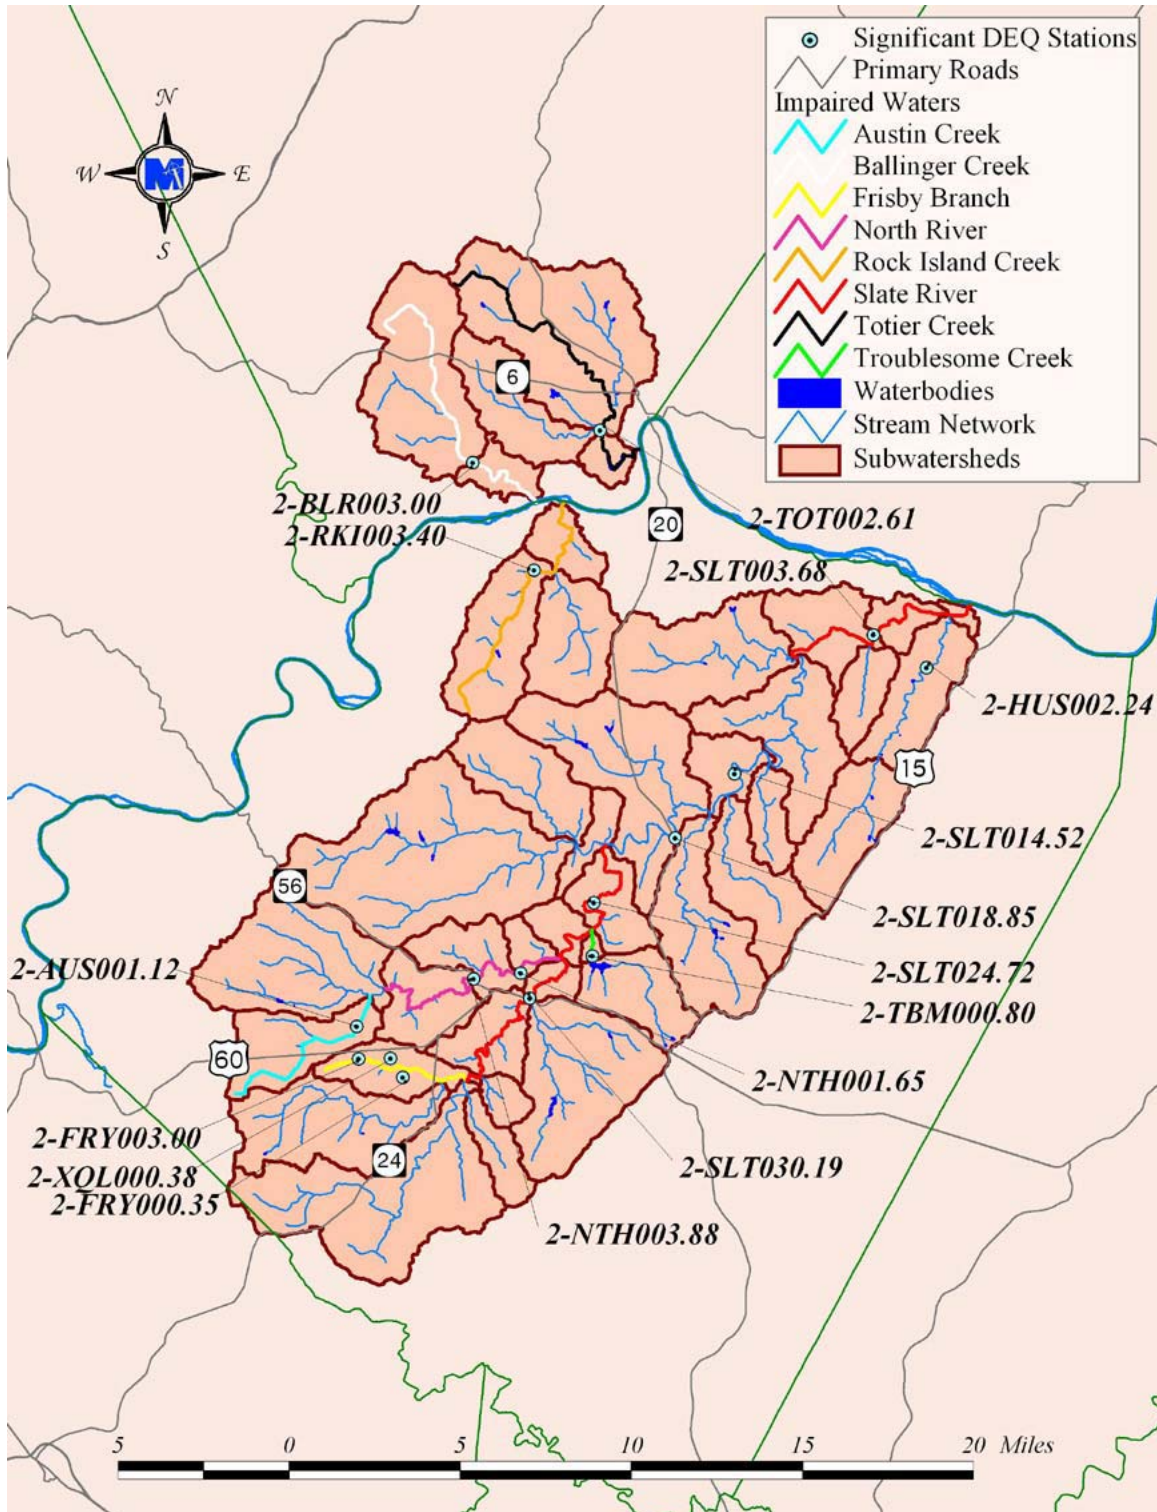 Significant DEQ Stations
Primary Roads
Impaired Waters
Austin Creek
Ballinger Creek
Frisby Branch
North River
Rock Island Creek
Slate River
Totier Creek
Troublesome Creek
Waterbodies
Stream Network
Subwatersheds
N
W M E
S
6
2-BLR003.00
2-TOT002.61
20
2-RKI003.40
2-SLT003.68
2-HUS002.24
15
2-SLT014.52
56
2-SLT018.85
2-AUS001.12
2-SLT024.72
2-TBM000.80
60
2-NTH001.65
2-FRY003.00
24
2-SLT030.19
2-XQL000.38
2-FRY000.35
2-NTH003.88
5 0 5 10 15 20 Miles